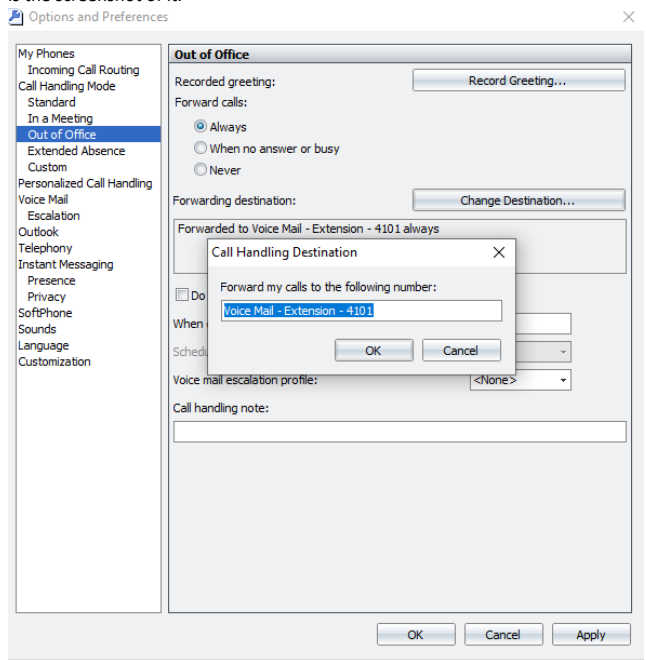 Options and Preferences
My Phones
Incoming Call Routing
Call Handling Mode
Standard
In a Meeting
Out of Office
Extended Absence
Custom
Personalized Call Handling
Voice Mail
Escalation
Outlook
Telephony
Instant Messaging
Presence
Privacy
SoftPhone
Sounds
Language
Customization
Out of Office
Recorded greeting:
Record Greeting...
Forward calls:
Always
When no answer or busy
Never
Forwarding destination:
Change Destination...
Forwarded to Voice Mail - Extension - 4101 always
Call Handling Destination
Forward my calls to the following number:
Voice Mail - Extension - 4101
OK Cancel
Do
When
Voice mail escalation profile:
<None>
Call handling note:
OK Cancel Apply